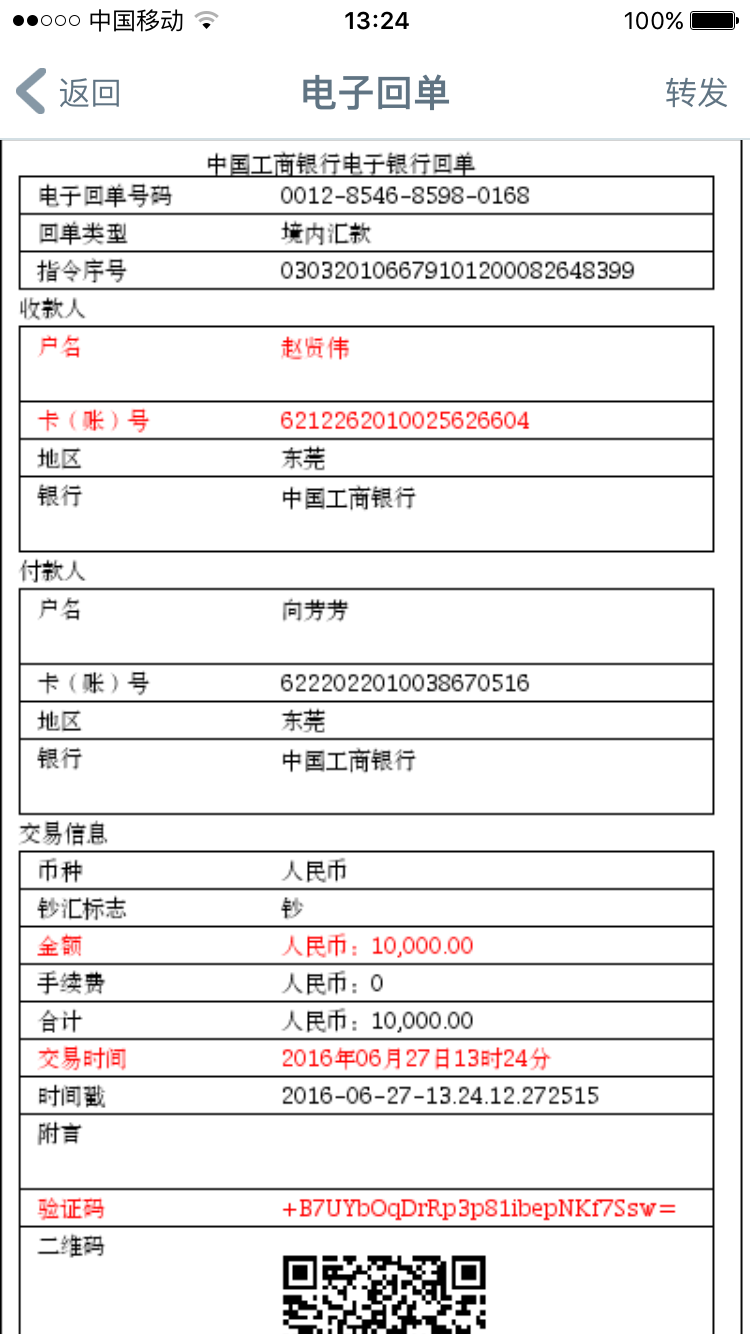 中国移动 13:24 100%
返回 电子回单 转发
中国工商银行电子银行回单
电子回单号码 0012-8546-8598-0168
回单类型 境内汇款
指令序号 030320106679101200082648399
收款人
户名 赵贤伟
卡（账）号 6212262010025626604
地区 东莞
银行 中国工商银行
付款人
户名 向芳芳
卡（账）号 6222022010038670516
地区 东莞
银行 中国工商银行
交易信息
币种 人民币
钞汇标志 钞
金额 人民币：10,000.00
手续费 人民币：0
合计 人民币：10,000.00
交易时间 2016年06月27日13时24分
时间戳 2016-06-27-13.24.12.272515
附言
验证码 +B7UYbOqDrRp3p81ibepNKf7Ssw=
二维码